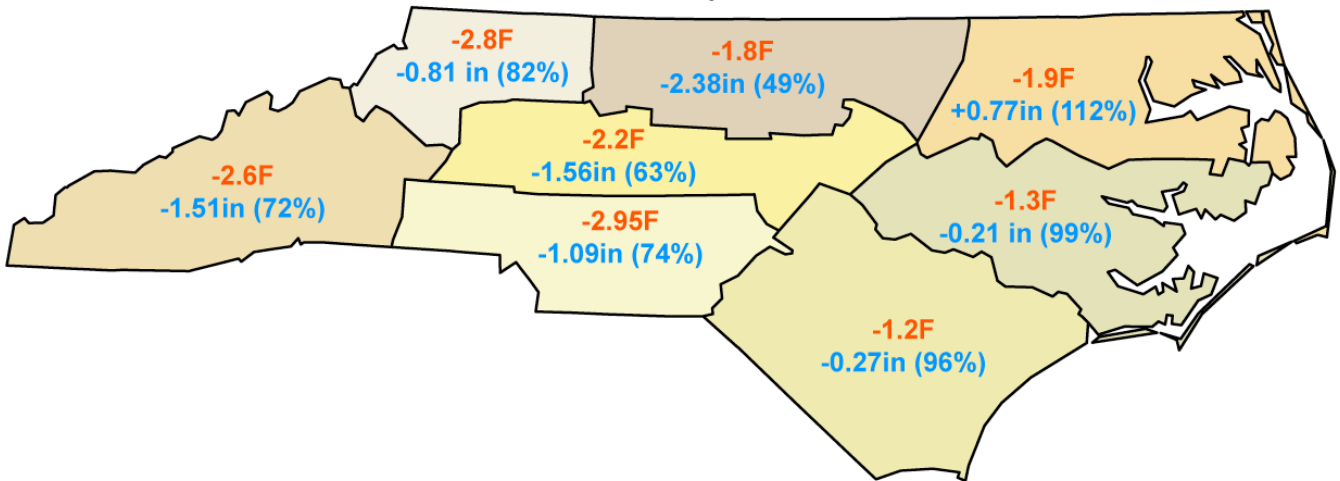 -2.8F
-0.81 in (82%)
-1.8F
-2.38in (49%)
-1.9F
+0.77in (112%)
-2.2F
-1.56in (63%)
-2.6F
-1.51in (72%)
-2.95F
-1.09in (74%)
-1.3F
-0.21 in (99%)
-1.2F
-0.27in (96%)